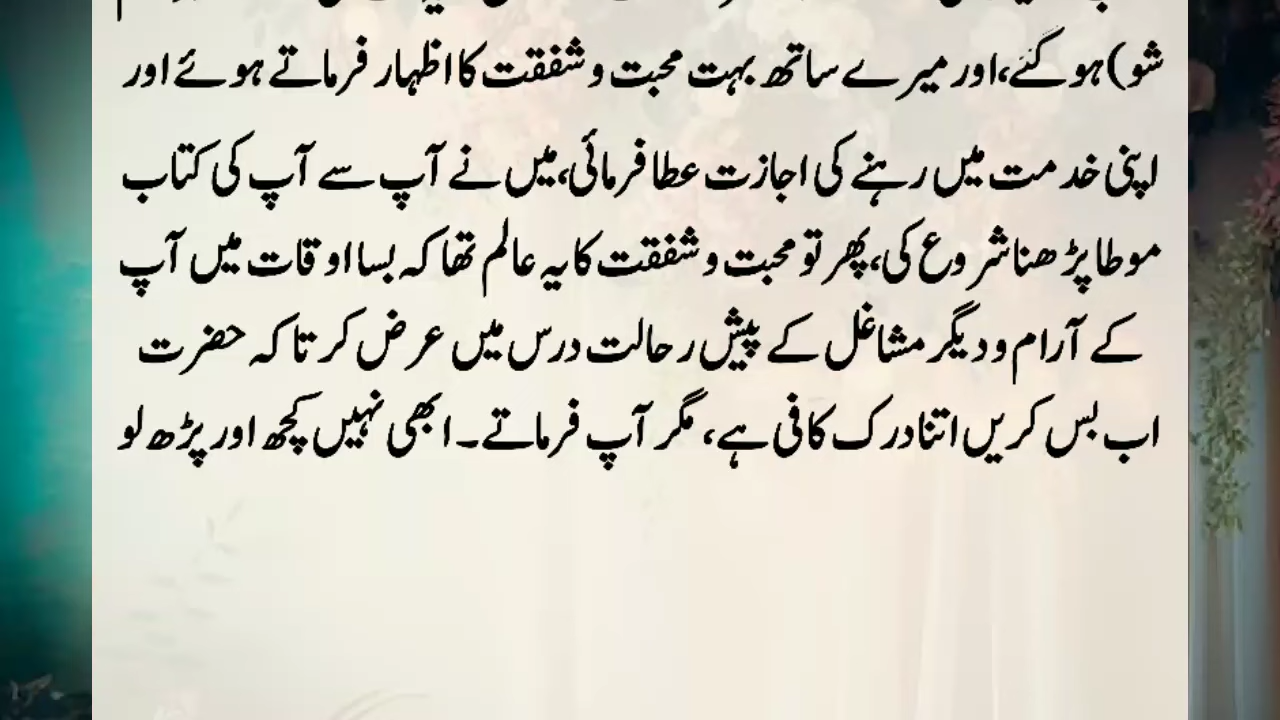 شو)ہوگئے،اور میرے ساتھ بہت محبت و شفقت کا اظہار فرماتے ہوئے اور
اپنی خدمت میں رہنے کی اجازت عطا فرمائی،میں نے آپ سے آپ کی کتاب
موطا پڑھنا شروع کی،پھر تو محبت و شفقت کا یہ عالم تھا کہ بسا اوقات میں آپ
کے آرام و دیگر مشاغل کے پیش رحالت درس میں عرض کرتا کہ حضرت
اب بس کریں اتنا درک کافی ہے، مگر آپ فرماتے۔ ابھی نہیں کچھ اور پڑھ لو